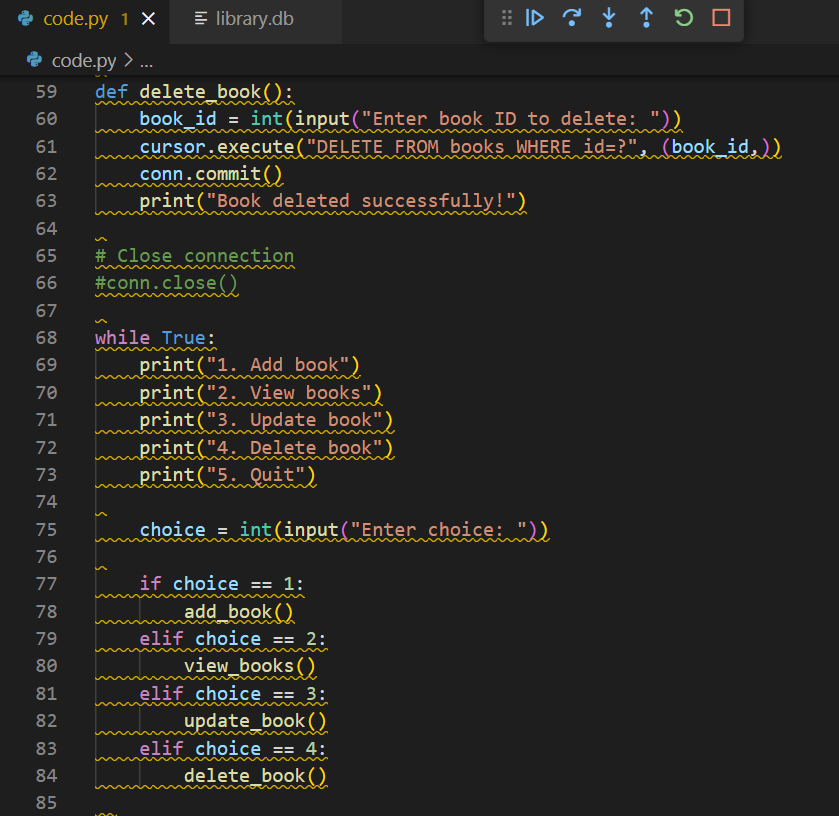 code.py 1 × library.db
code.py > ...
59 def delete_book():
60     book_id = int(input("Enter book ID to delete: "))
61     cursor.execute("DELETE FROM books WHERE id=?", (book_id,))
62     conn.commit()
63     print("Book deleted successfully!")
64
65 # Close connection
66 #conn.close()
67
68 while True:
69     print("1. Add book")
70     print("2. View books")
71     print("3. Update book")
72     print("4. Delete book")
73     print("5. Quit")
74
75     choice = int(input("Enter choice: "))
76
77     if choice == 1:
78         add_book()
79     elif choice == 2:
80         view_books()
81     elif choice == 3:
82         update_book()
83     elif choice == 4:
84         delete_book()
85